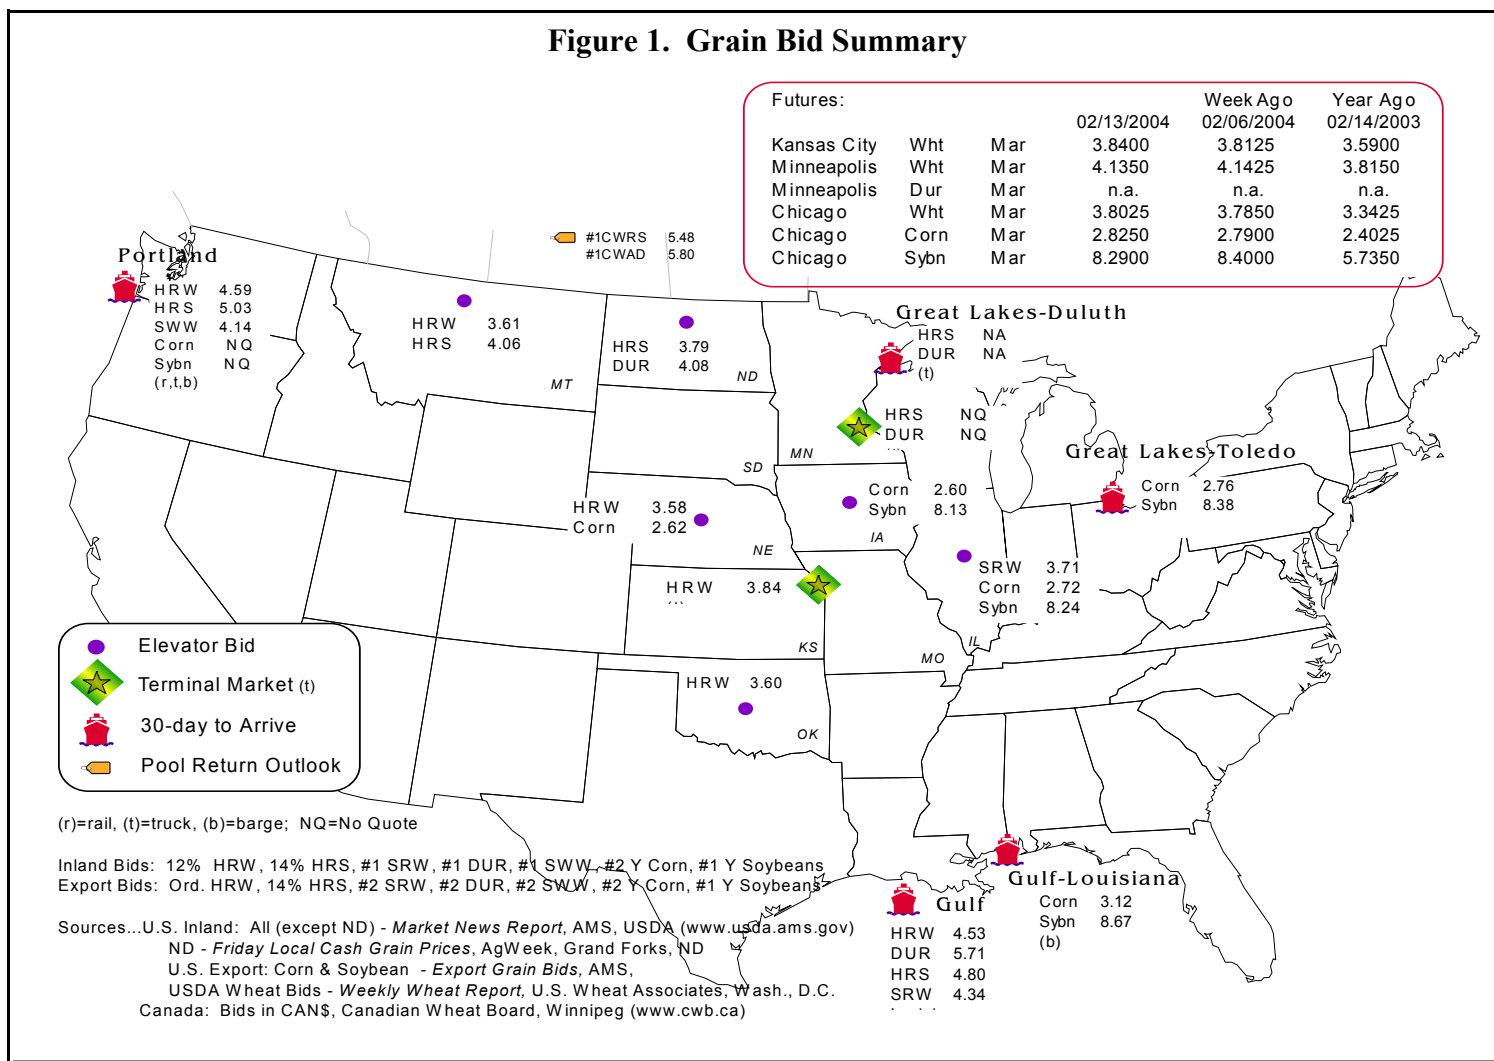 Figure 1. Grain Bid Summary
Futures: Week Ago Year Ago
02/13/2004 02/06/2004 02/14/2003
Kansas City Wht Mar 3.8400 3.8125 3.5900
Minneapolis Wht Mar 4.1350 4.1425 3.8150
Minneapolis Dur Mar n.a. n.a. n.a.
Chicago Wht Mar 3.8025 3.7850 3.3425
Chicago Corn Mar 2.8250 2.7900 2.4025
Chicago Sybn Mar 8.2900 8.4000 5.7350
#1CWRS 5.48
#1CWAD 5.80
Portland
HRW 4.59
HRS 5.03
SWW 4.14
Corn NQ
Sybn NQ
(r,t,b)
HRW 3.61
HRS 4.06
MT
HRS 3.79
DUR 4.08
ND
Great Lakes-Duluth
HRS NA
DUR NA
(t)
HRS NQ
DUR NQ
MN
SD
Great Lakes-Toledo
Corn 2.76
Sybn 8.38
HRW 3.58
Corn 2.62
NE
Corn 2.60
Sybn 8.13
IA
SRW 3.71
Corn 2.72
Sybn 8.24
IL
HRW 3.84
KS
MO
HRW 3.60
OK
Elevator Bid
Terminal Market (t)
30-day to Arrive
Pool Return Outlook
(r)=rail, (t)=truck, (b)=barge; NQ=No Quote
Inland Bids: 12% HRW, 14% HRS, #1 SRW, #1 DUR, #1 SWW, #2 Y Corn, #1 Y Soybeans
Export Bids: Ord. HRW, 14% HRS, #2 SRW, #2 DUR, #2 SWW, #2 Y Corn, #1 Y Soybeans
Sources...U.S. Inland: All (except ND) - Market News Report, AMS, USDA (www.usda.ams.gov)
ND - Friday Local Cash Grain Prices, AgWeek, Grand Forks, ND
U.S. Export: Corn & Soybean - Export Grain Bids, AMS,
USDA Wheat Bids - Weekly Wheat Report, U.S. Wheat Associates, Wash., D.C.
Canada: Bids in CAN$, Canadian Wheat Board, Winnipeg (www.cwb.ca)
Gulf
HRW 4.53
DUR 5.71
HRS 4.80
SRW 4.34
Gulf-Louisiana
Corn 3.12
Sybn 8.67
(b)